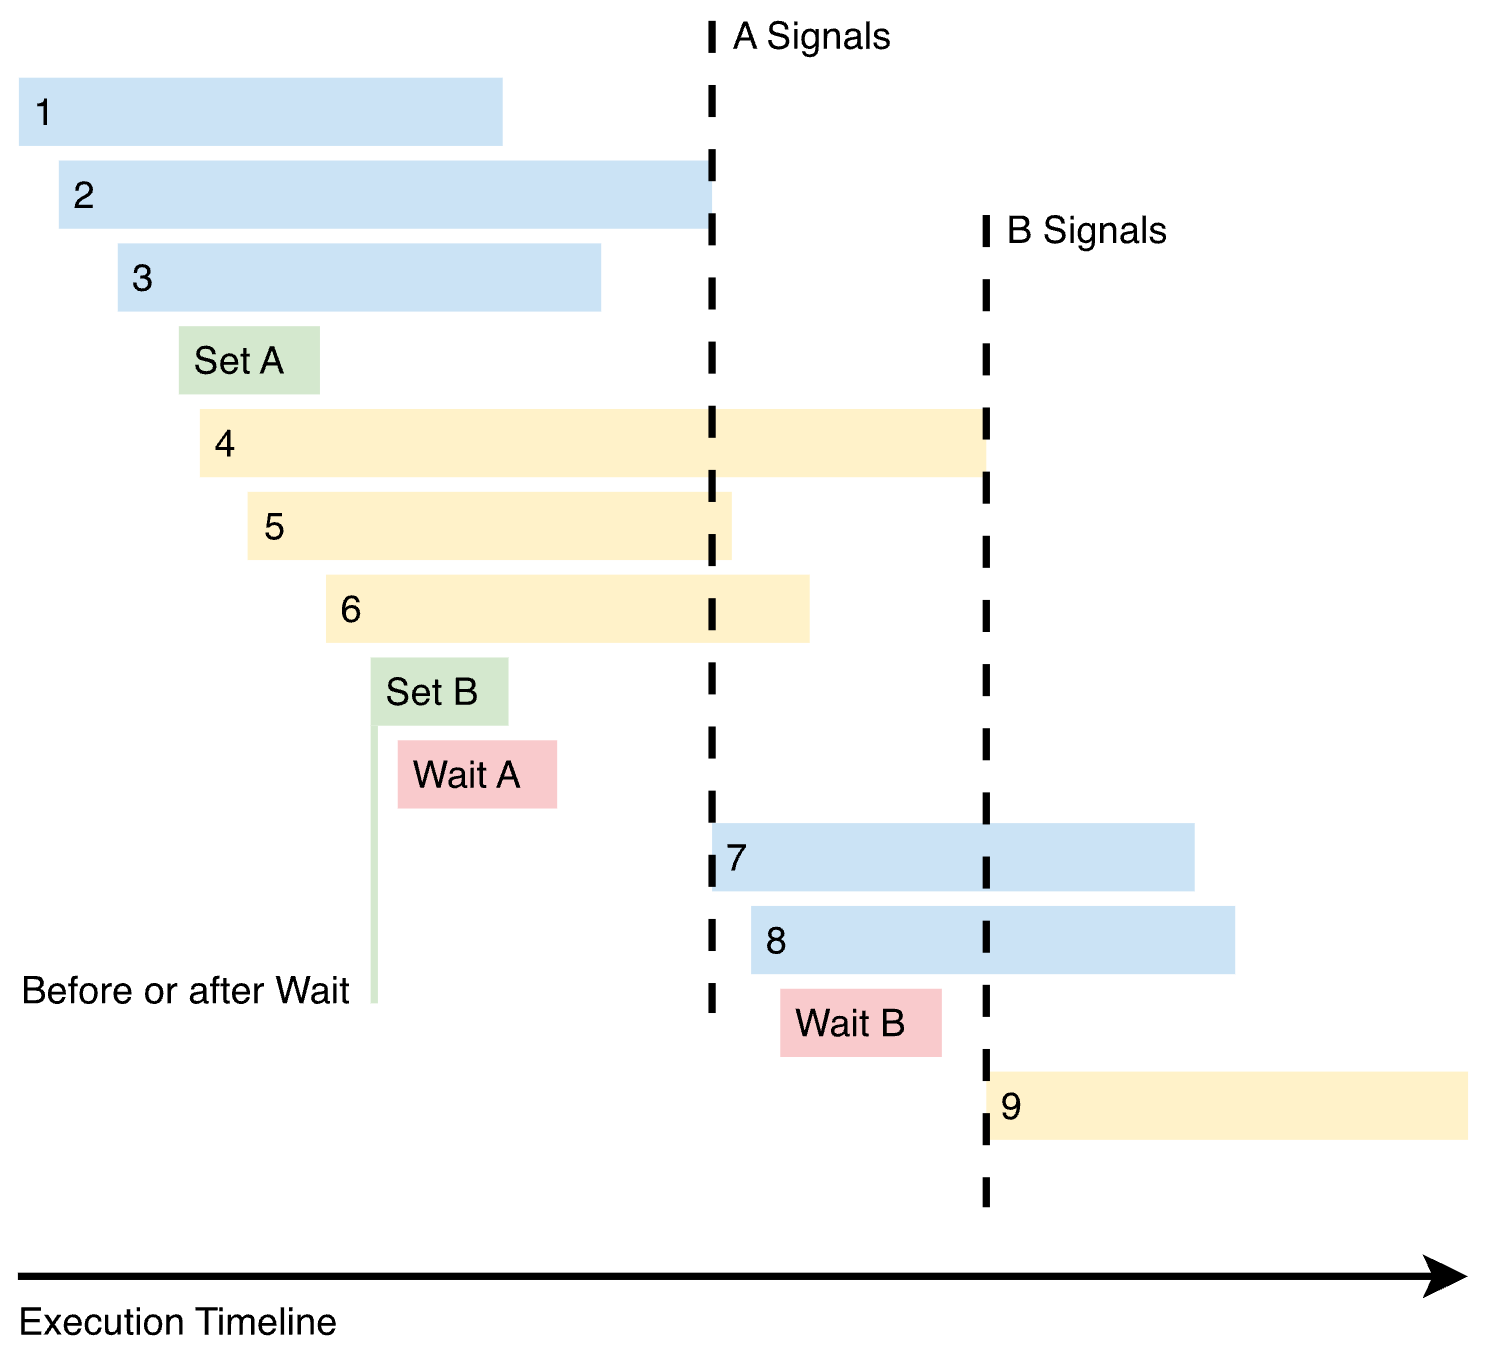 A Signals
1
2
B Signals
3
Set A
4
5
6
Set B
Wait A
7
8
Before or after Wait
Wait B
9
Execution Timeline